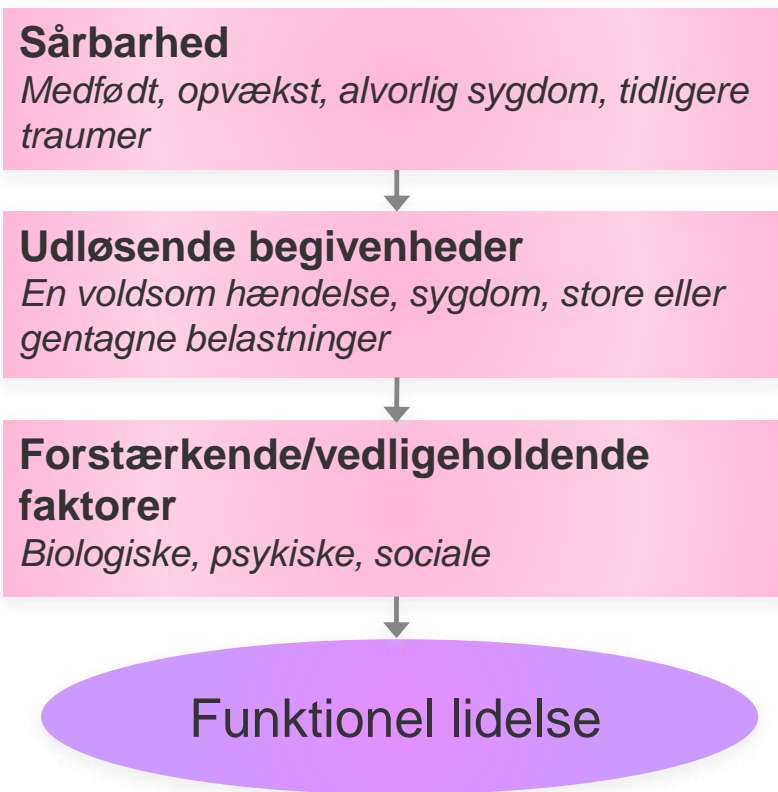 Sårbarhed
Medfødt, opvækst, alvorlig sygdom, tidligere
traumer
Udløsende begivenheder
En voldsom hændelse, sygdom, store eller
gentagne belastninger
Forstærkende/vedligeholdende
faktorer
Biologiske, psykiske, sociale
Funktionel lidelse